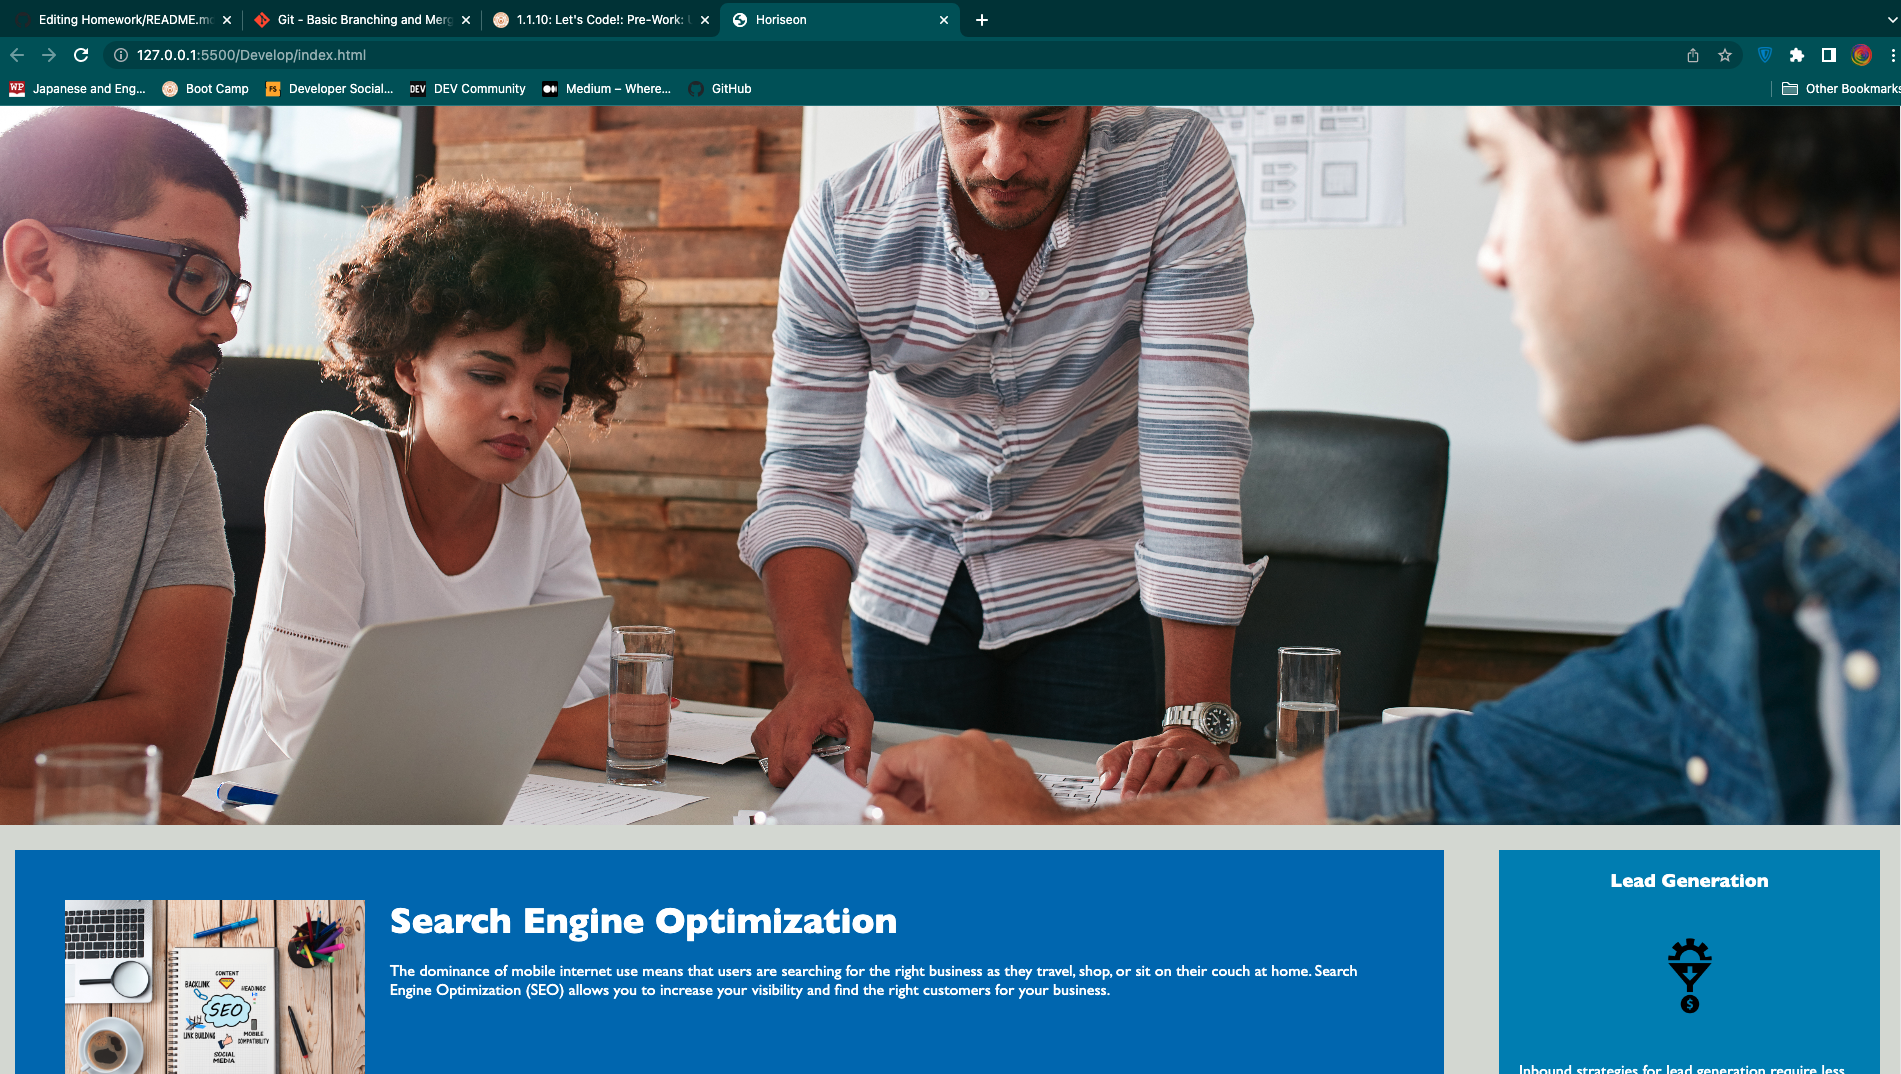 Editing Homework/README.md
Git - Basic Branching and Merg
1.1.10: Let's Code!: Pre-Work: U
Horiseon
127.0.0.1:5500/Develop/index.html
WP
Japanese and Eng...
Boot Camp
FS
Developer Social...
DEV
DEV Community
Medium – Where...
GitHub
Other Bookmarks
Search Engine Optimization
The dominance of mobile internet use means that users are searching for the right business as they travel, shop, or sit on their couch at home. Search
Engine Optimization (SEO) allows you to increase your visibility and find the right customers for your business.
CONTENT
BACKLINK
HEADINGS
SEO
LINK BUILDING
MOBILE
COMPATIBILITY
SOCIAL
MEDIA
Lead Generation
$
Inbound strategies for lead generation require less